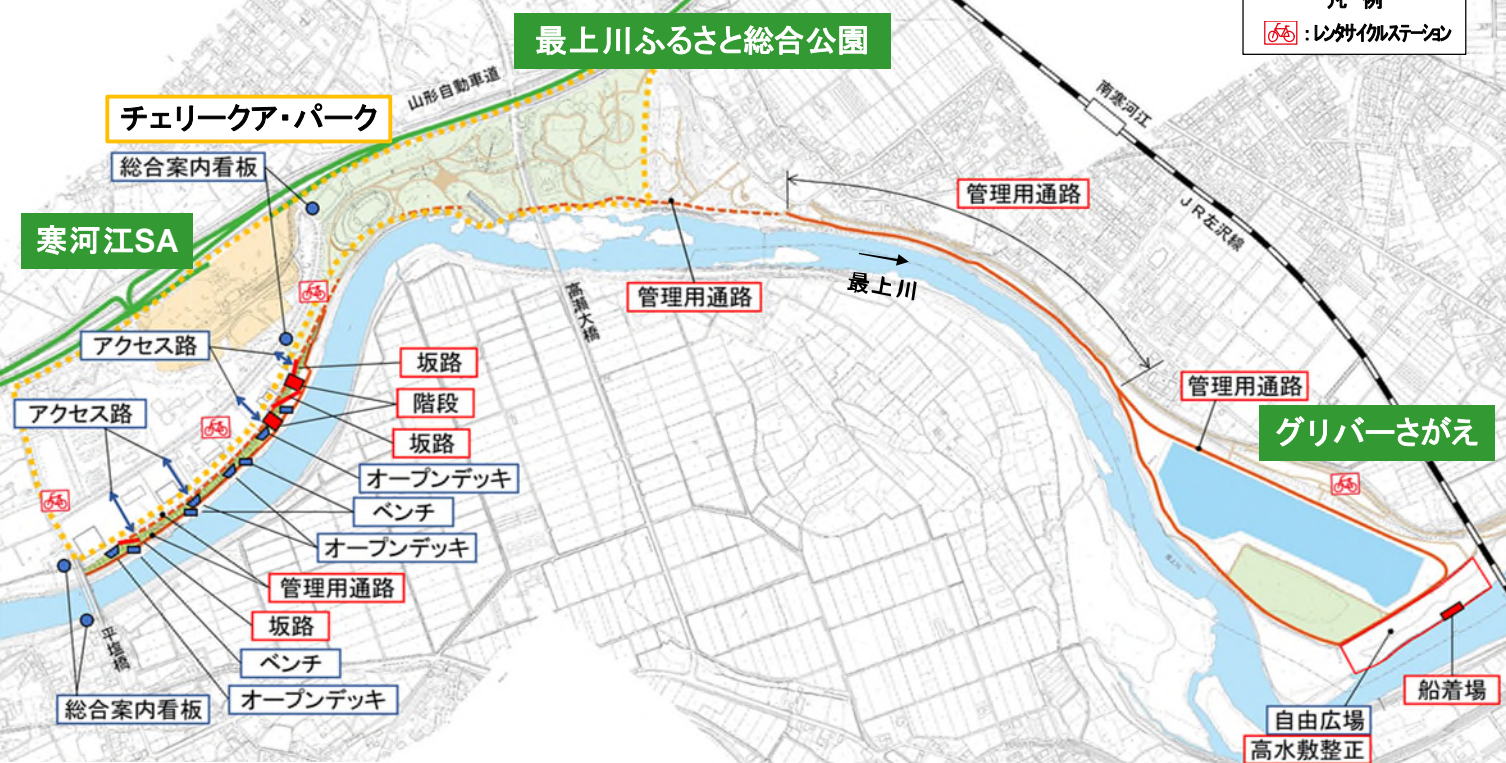 凡 例
:レンタサイクルステーション
最上川ふるさと総合公園
山形自動車道
チェリークア・パーク
総合案内看板
寒河江SA
南寒河江
JR左沢線
管理用通路
管理用通路
最上川
高瀬大橋
アクセス路
坂路
階段
坂路
アクセス路
オープンデッキ
ベンチ
オープンデッキ
管理用通路
坂路
ベンチ
オープンデッキ
平塩橋
総合案内看板
管理用通路
グリバーさがえ
船着場
自由広場
高水敷整正